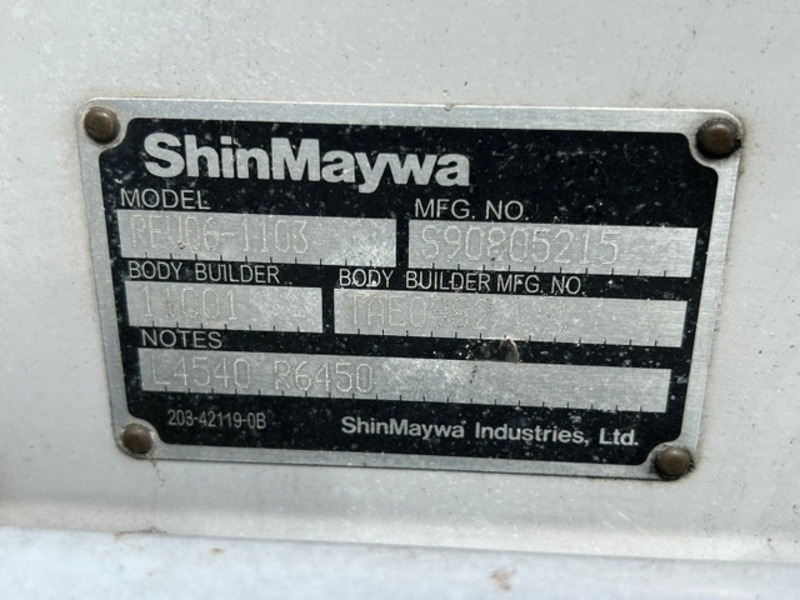 ShinMaywa
MODEL MFG. NO.
S90805215
BODY BUILDER BODY BUILDER MFG. NO.
11001
NOTES
L4540 R6450
203-42119-0B ShinMaywa Industries, Ltd.